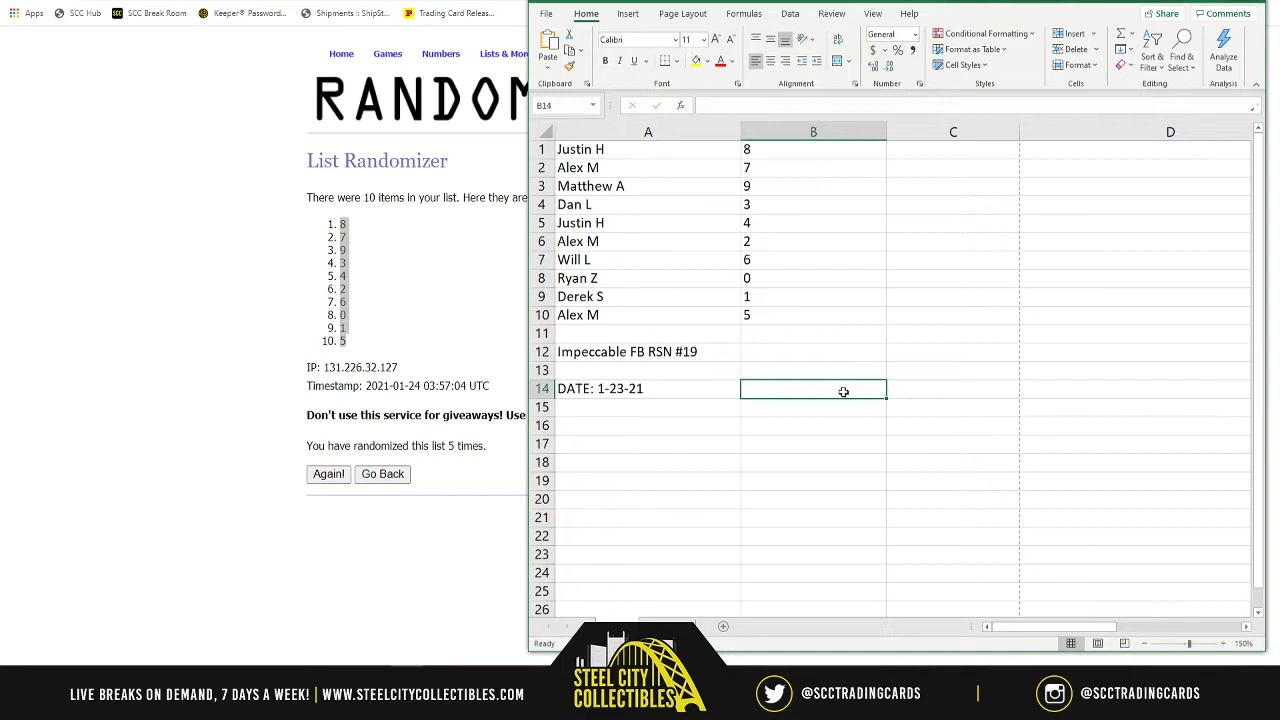 Apps SCC Hub SCC Break Room Keeper® Password... Shipments :: ShipSt... Trading Card Releas...
Home Games Numbers Lists & Mor
RANDOM
List Randomizer
There were 10 items in your list. Here they are
1. 8
2. 7
3. 9
4. 3
5. 4
6. 2
7. 6
8. 0
9. 1
10. 5
IP: 131.226.32.127
Timestamp: 2021-01-24 03:57:04 UTC
Don't use this service for giveaways! Use
You have randomized this list 5 times.
Again! Go Back
File Home Insert Page Layout Formulas Data Review View Help Share Comments
Paste Calibri 11 General Conditional Formatting Insert
Format as Table Delete
Cell Styles Format
Sort & Filter Find & Select Analyze Data
Clipboard Font Alignment Number Styles Cells Editing Analysis
B14
A B C D
1 Justin H 8
2 Alex M 7
3 Matthew A 9
4 Dan L 3
5 Justin H 4
6 Alex M 2
7 Will L 6
8 Ryan Z 0
9 Derek S 1
10 Alex M 5
11
12 Impeccable FB RSN #19
13
14 DATE: 1-23-21
15
16
17
18
19
20
21
22
23
24
25
26
Ready 150%
LIVE BREAKS ON DEMAND, 7 DAYS A WEEK! | WWW.STEELCITYCOLLECTIBLES.COM
STEEL CITY
COLLECTIBLES
@SCCTRADINGCARDS | @SCCTRADINGCARDS